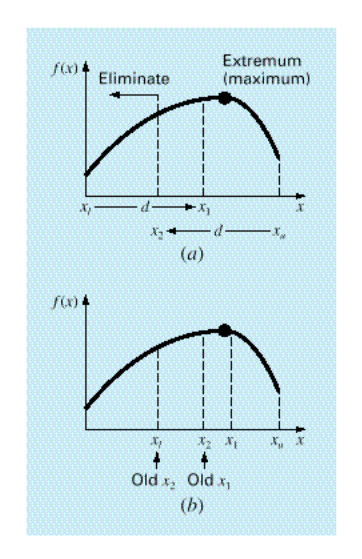 f(x)
Extremum
(maximum)
Eliminate
x_l d x_1 x
x_2 d x_u
(a)
f(x)
x_l x_2 x_1 x_u x
Old x_2 Old x_1
(b)